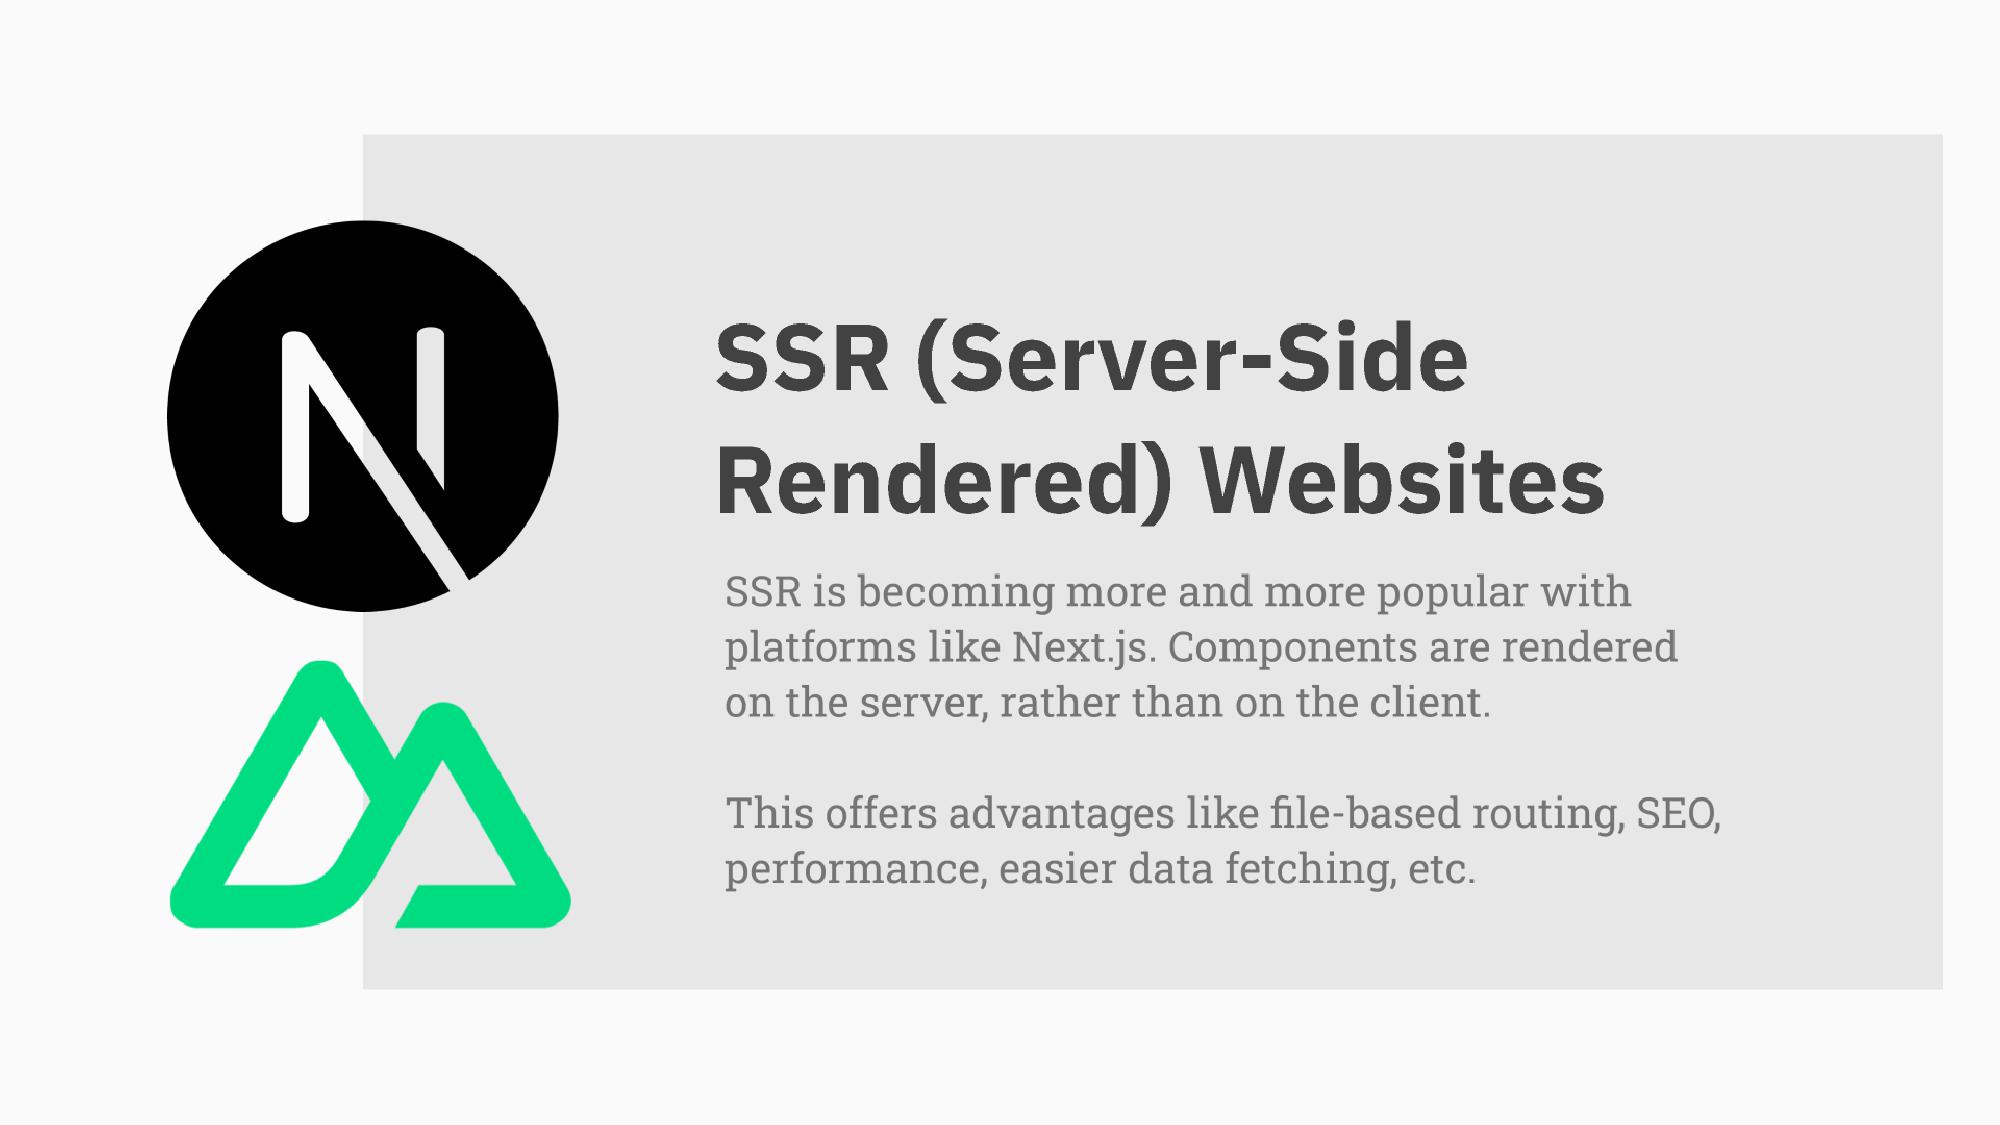 SSR (Server-Side
Rendered) Websites
SSR is becoming more and more popular with
platforms like Next.js. Components are rendered
on the server, rather than on the client.
This offers advantages like file-based routing, SEO,
performance, easier data fetching, etc.